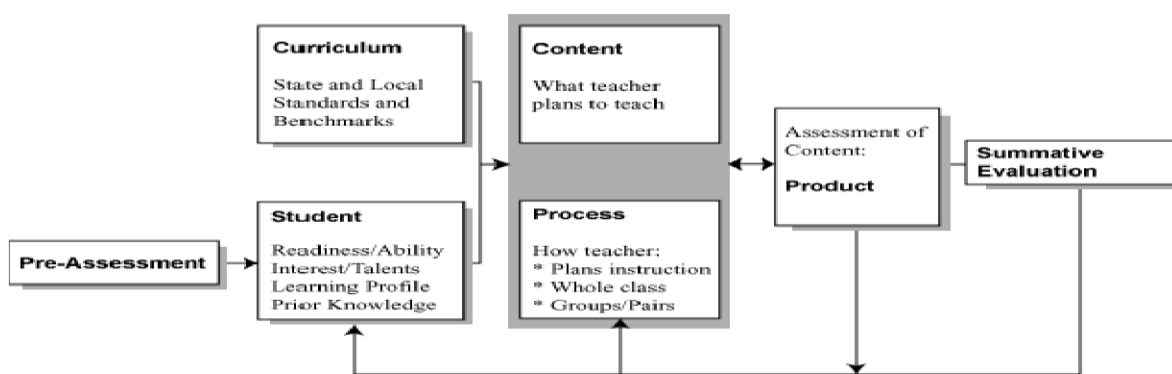 Curriculum
State and Local
Standards and
Benchmarks
Content
What teacher
plans to teach
Assessment of
Content:
Product
Summative
Evaluation
Pre-Assessment
Student
Readiness/Ability
Interest/Talents
Learning Profile
Prior Knowledge
Process
How teacher:
* Plans instruction
* Whole class
* Groups/Pairs